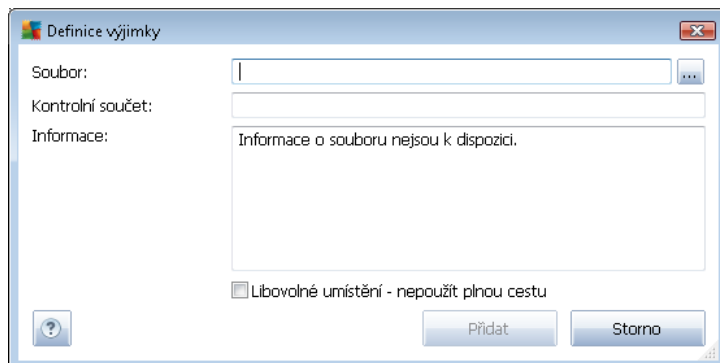 Definice výjimky
Soubor:
...
Kontrolní součet:
Informace:
Informace o souboru nejsou k dispozici.
Libovolné umístění - nepoužít plnou cestu
?
Přidat
Storno